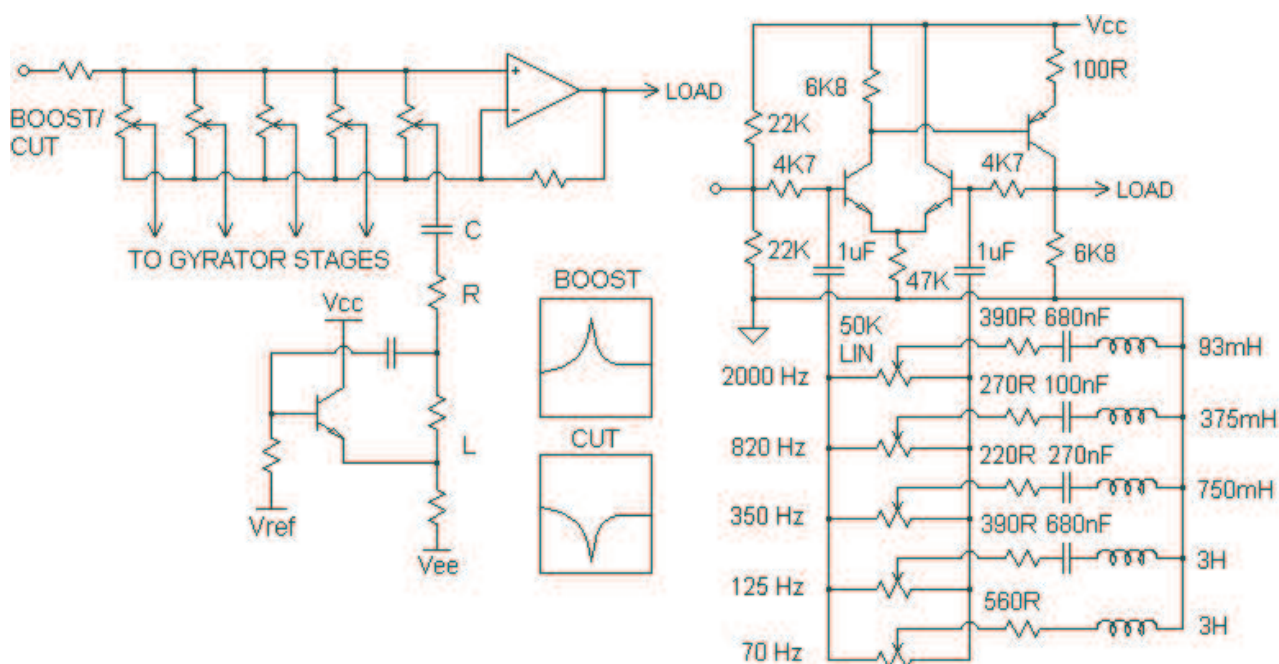 BOOST/
CUT
+
−
LOAD
TO GYRATOR STAGES
C
R
Vcc
L
Vref
Vee
BOOST
CUT
Vcc
100R
6K8
22K
4K7
4K7
LOAD
22K
1uF
47K
1uF
6K8
50K
LIN
390R 680nF
93mH
2000 Hz
270R 100nF
375mH
820 Hz
220R 270nF
750mH
350 Hz
390R 680nF
3H
125 Hz
560R
3H
70 Hz